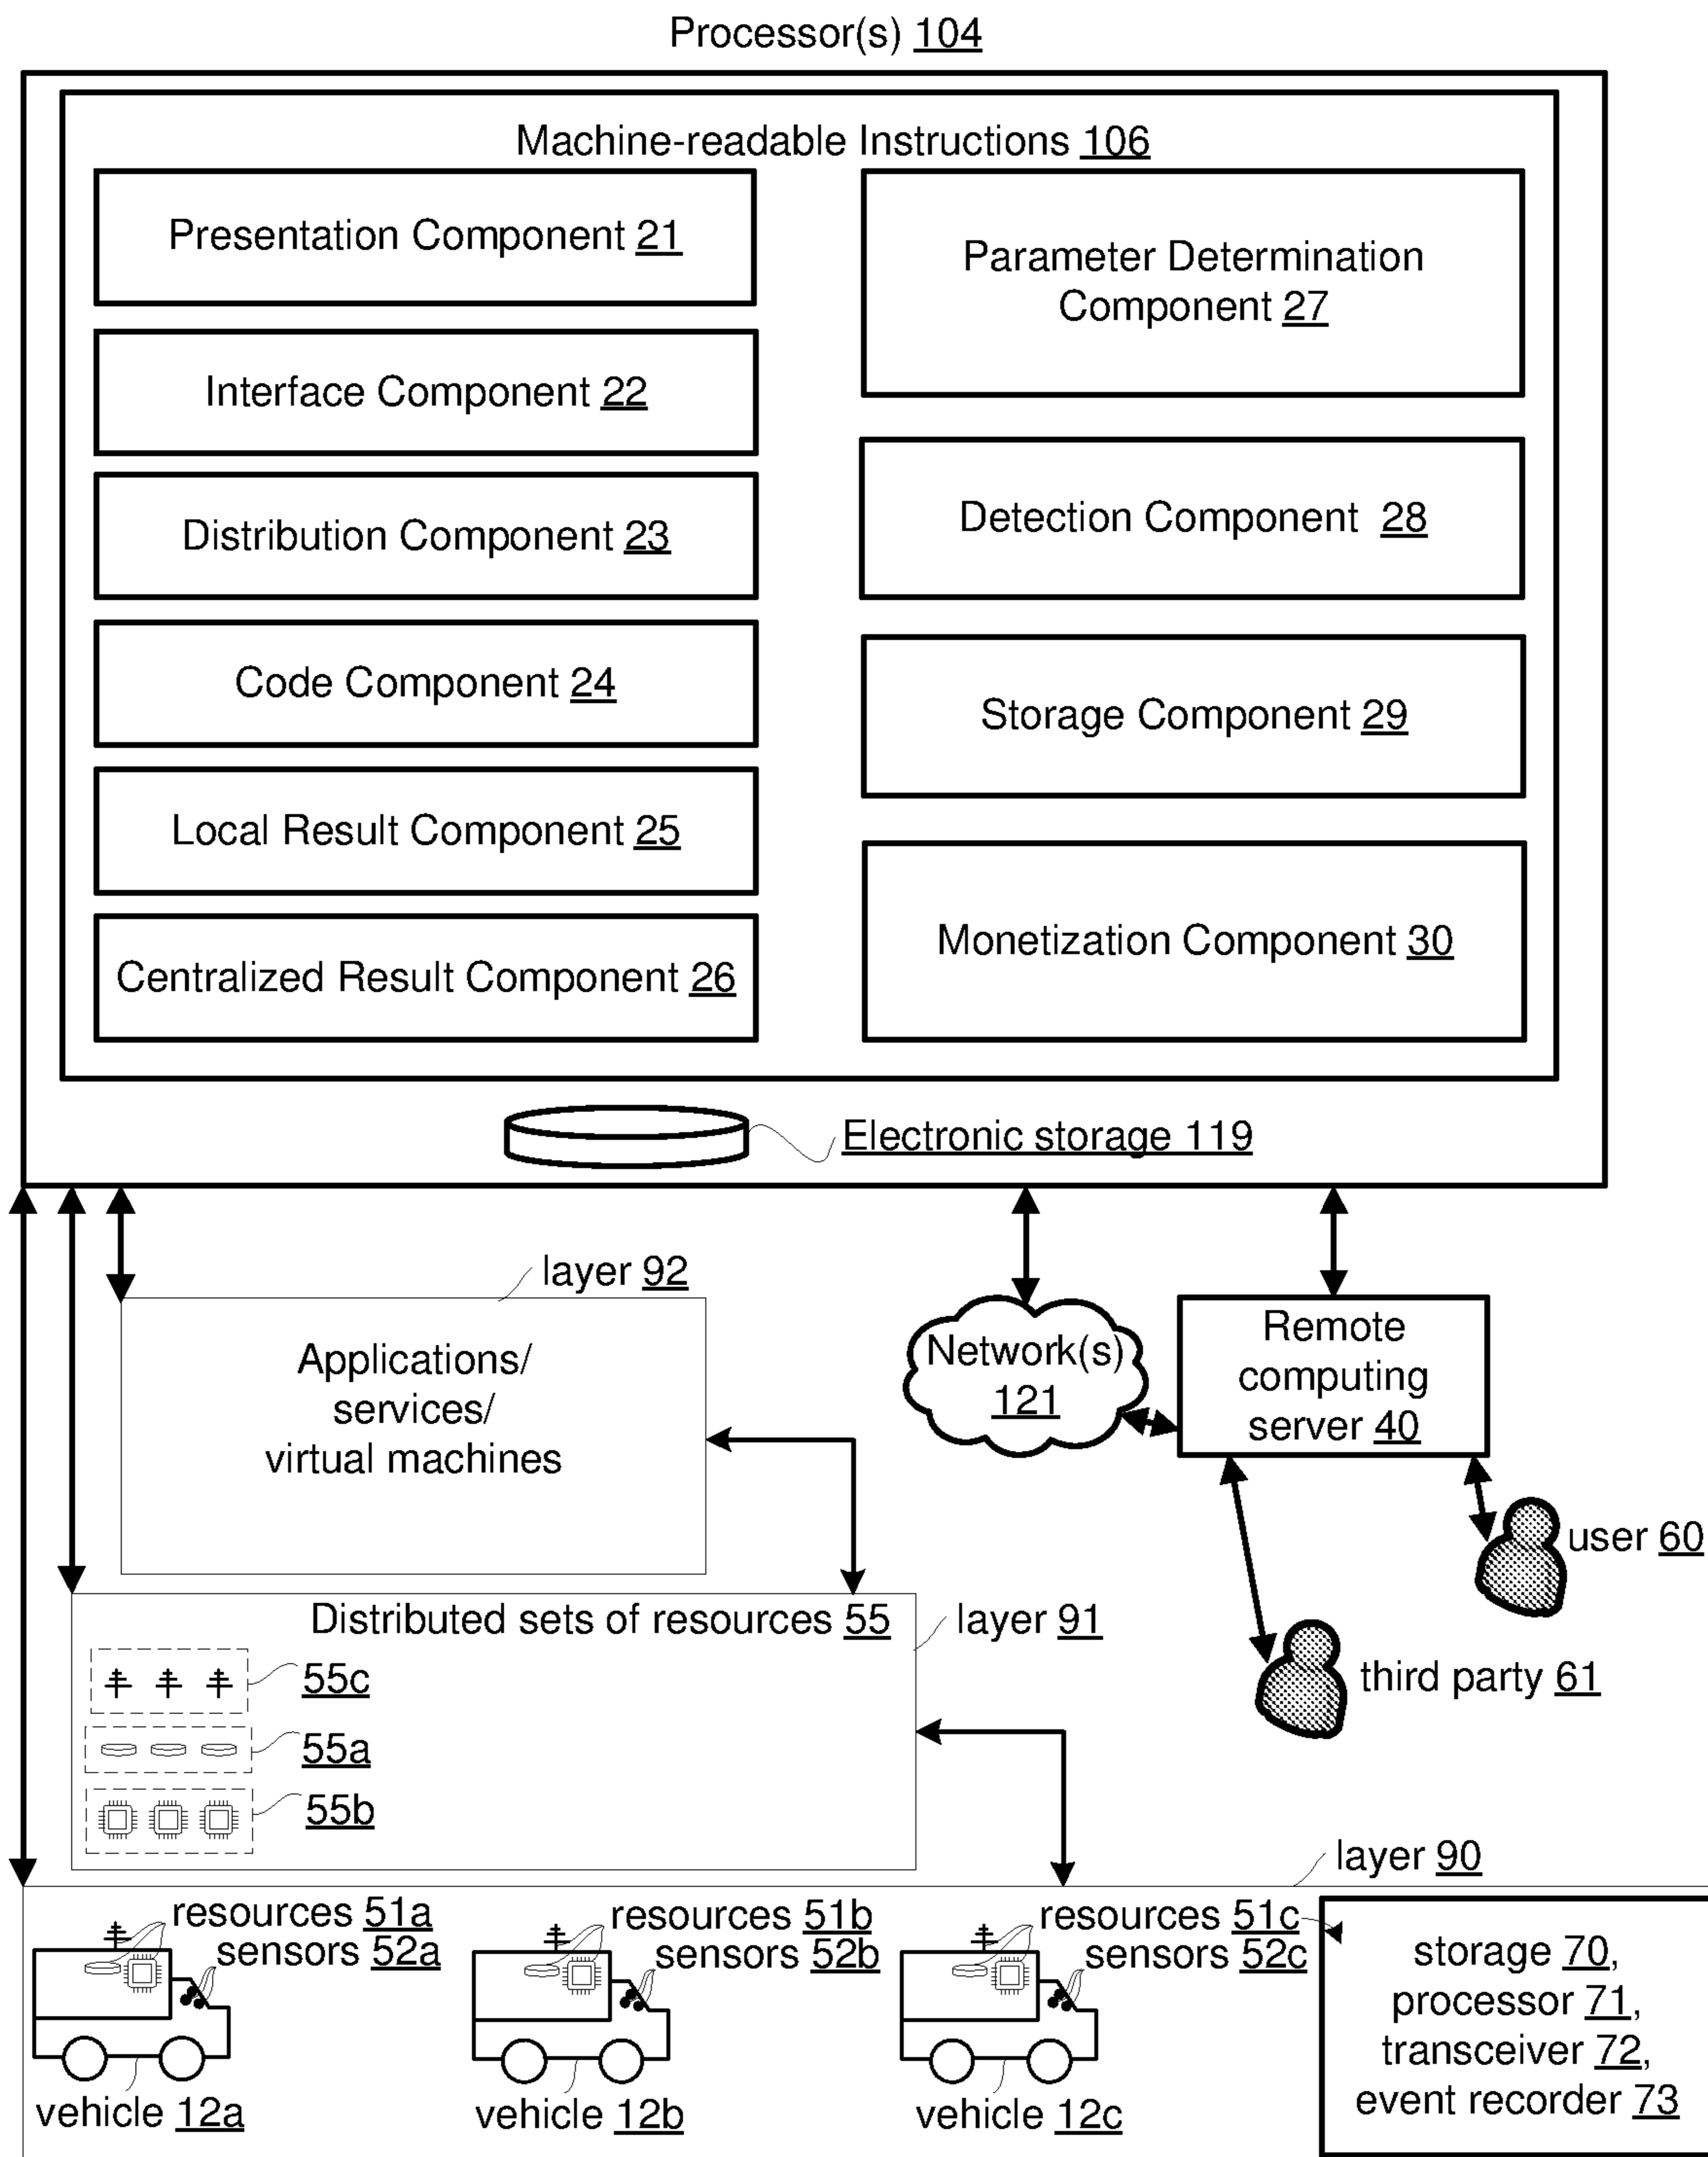 Processor(s) 104
Machine-readable Instructions 106
Presentation Component 21
Interface Component 22
Distribution Component 23
Code Component 24
Local Result Component 25
Centralized Result Component 26
Parameter Determination
Component 27
Detection Component 28
Storage Component 29
Monetization Component 30
Electronic storage 119
layer 92
Applications/
services/
virtual machines
Network(s)
121
Remote
computing
server 40
user 60
third party 61
Distributed sets of resources 55
layer 91
55c
55a
55b
layer 90
resources 51a
sensors 52a
vehicle 12a
resources 51b
sensors 52b
vehicle 12b
resources 51c
sensors 52c
vehicle 12c
storage 70,
processor 71,
transceiver 72,
event recorder 73